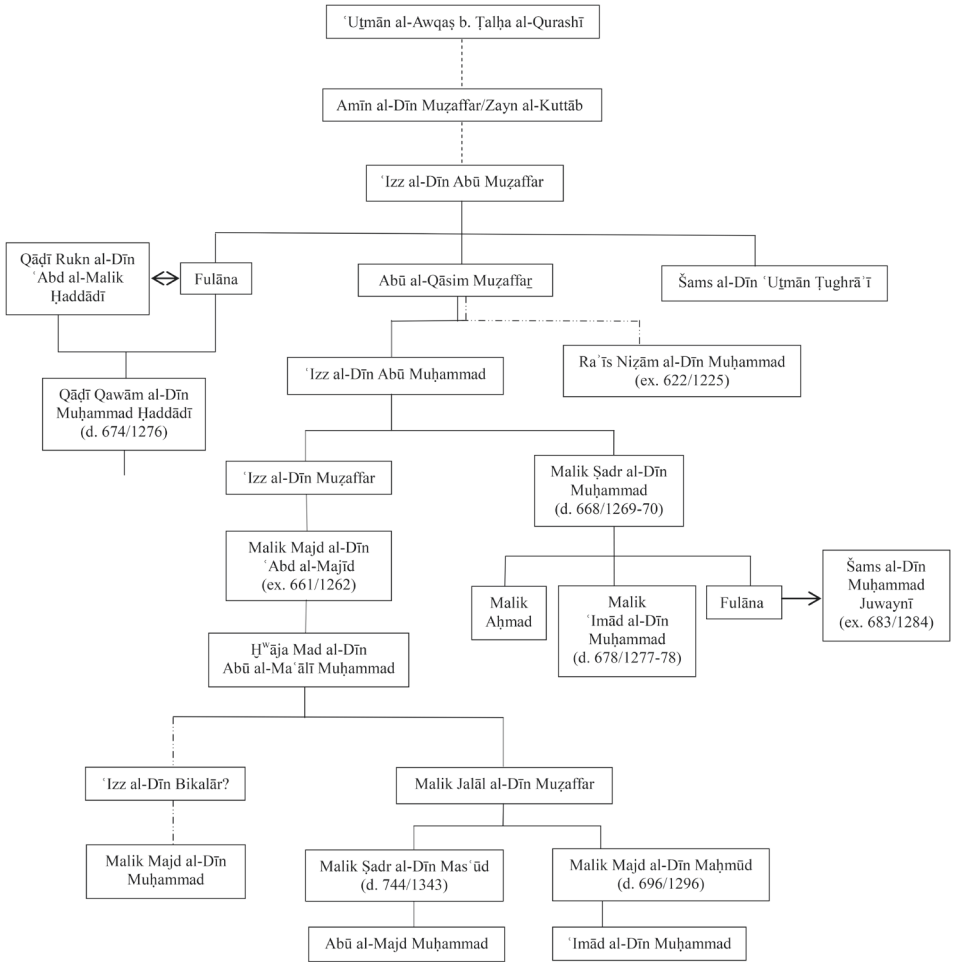 ʿUṯmān al-Awqaṣ b. Ṭalḥa al-Qurashī
Amīn al-Dīn Muẓaffar/Zayn al-Kuttāb
ʿIzz al-Dīn Abū Muẓaffar
Qāḍī Rukn al-Dīn
ʿAbd al-Malik
Ḥaddādī
Fulāna
Abū al-Qāsim Muẓaffaṟ
Šams al-Dīn ʿUṯmān Ṭughrāʾī
ʿIzz al-Dīn Abū Muḥammad
Raʾīs Niẓām al-Dīn Muḥammad
(ex. 622/1225)
Qāḍī Qawām al-Dīn
Muḥammad Ḥaddādī
(d. 674/1276)
ʿIzz al-Dīn Muẓaffar
Malik Ṣadr al-Dīn
Muḥammad
(d. 668/1269-70)
Malik Majd al-Dīn
ʿAbd al-Majīd
(ex. 661/1262)
Malik
Aḥmad
Malik
ʿImād al-Dīn
Muḥammad
(d. 678/1277-78)
Fulāna
Šams al-Dīn
Muḥammad
Juwaynī
(ex. 683/1284)
Ḫʷāja Mad al-Dīn
Abū al-Maʿālī Muḥammad
ʿIzz al-Dīn Bikalār?
Malik Jalāl al-Dīn Muẓaffar
Malik Majd al-Dīn
Muḥammad
Malik Ṣadr al-Dīn Masʿūd
(d. 744/1343)
Malik Majd al-Dīn Maḥmūd
(d. 696/1296)
Abū al-Majd Muḥammad
ʿImād al-Dīn Muḥammad